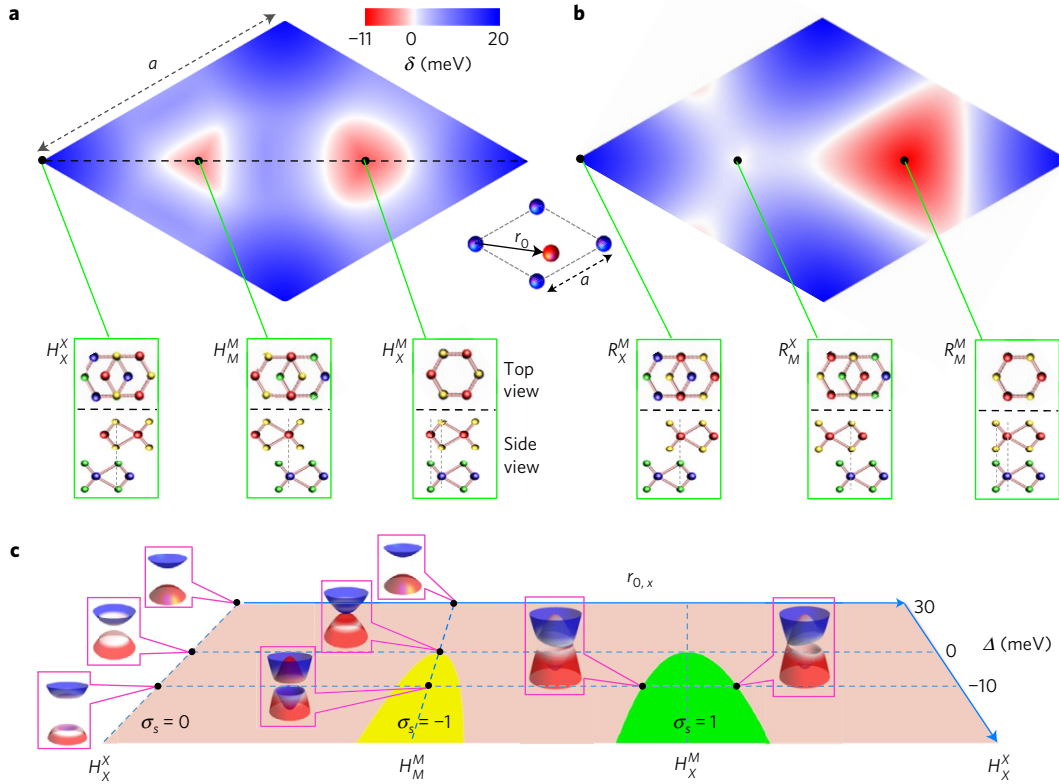 a
b
a
−11
0
20
δ (meV)
r₀
a
H_X^X
H_M^M
H_X^M
Top
view
Side
view
R_X^M
R_M^X
R_M^M
c
r₀,ₓ
30
0
Δ (meV)
−10
σₛ = 0
σₛ = −1
σₛ = 1
H_X^X
H_M^M
H_X^M
H_X^X